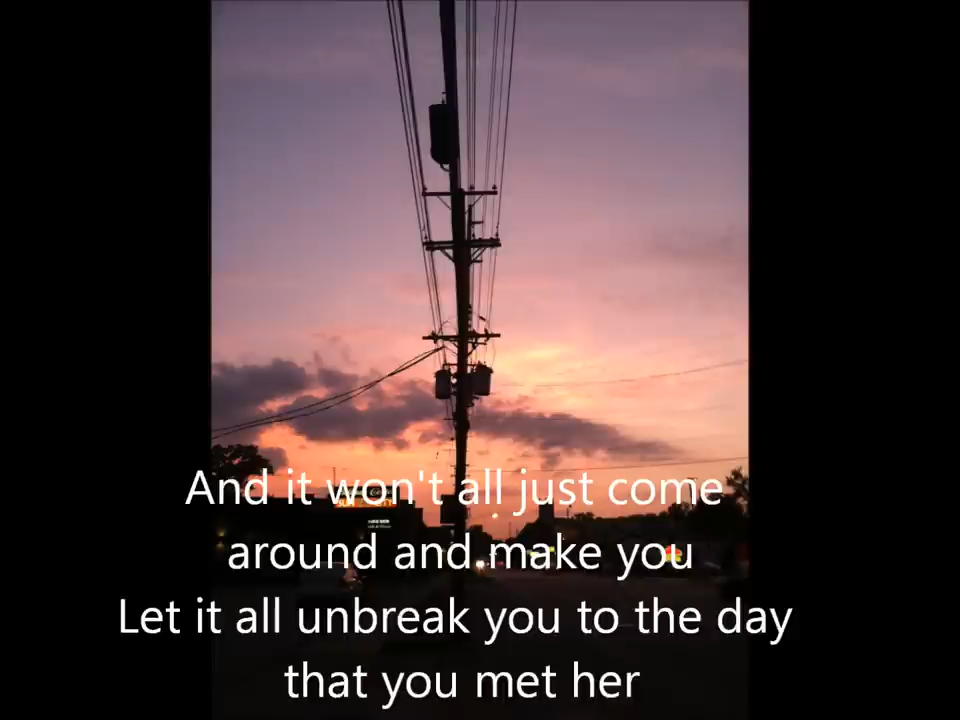 And it won't all just come
around and make you
Let it all unbreak you to the day
that you met her